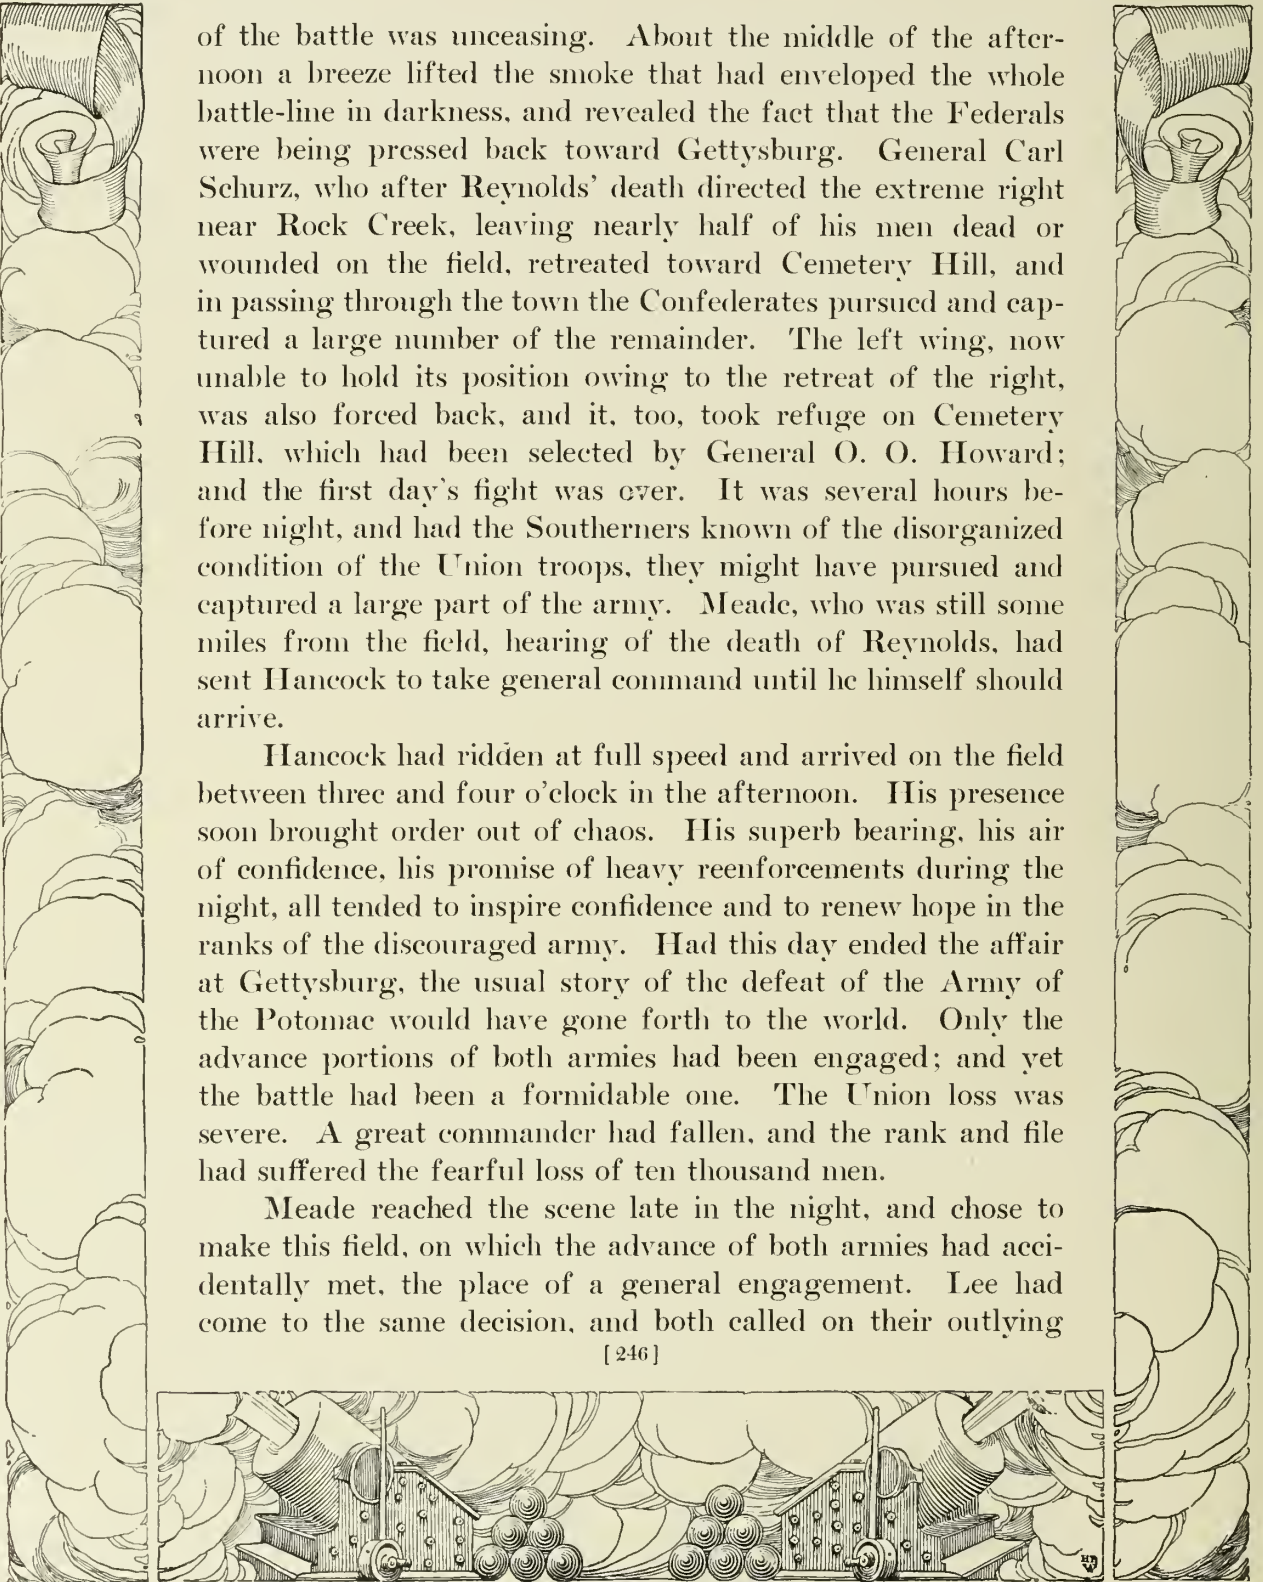 of the battle was unceasing. About the middle of the after-
noon a breeze lifted the smoke that had enveloped the whole
battle-line in darkness, and revealed the fact that the Federals
were being pressed back toward Gettysburg. General Carl
Schurz, who after Reynolds’ death directed the extreme right
near Rock Creek, leaving nearly half of his men dead or
wounded on the field, retreated toward Cemetery Hill, and
in passing through the town the Confederates pursued and cap-
tured a large number of the remainder. The left wing, now
unable to hold its position owing to the retreat of the right,
was also forced back, and it, too, took refuge on Cemetery
Hill, which had been selected by General O. O. Howard;
and the first day's fight was over. It was several hours be-
fore night, and had the Southerners known of the disorganized
condition of the Union troops, they might have pursued and
captured a large part of the army. Meade, who was still some
miles from the field, hearing of the death of Reynolds, had
sent Hancock to take general command until he himself should
arrive.
Hancock had ridden at full speed and arrived on the field
between three and four o’clock in the afternoon. His presence
soon brought order out of chaos. His superb bearing, his air
of confidence, his promise of heavy reenforcements during the
night, all tended to inspire confidence and to renew hope in the
ranks of the discouraged army. Had this day ended the affair
at Gettysburg, the usual story of the defeat of the Army of
the Potomac would have gone forth to the world. Only the
advance portions of both armies had been engaged; and yet
the battle had been a formidable one. The Union loss was
severe. A great commander had fallen, and the rank and file
had suffered the fearful loss of ten thousand men.
Meade reached the scene late in the night, and chose to
make this field, on which the advance of both armies had acci-
dentally met, the place of a general engagement. Lee had
come to the same decision, and both called on their outlying
[246]